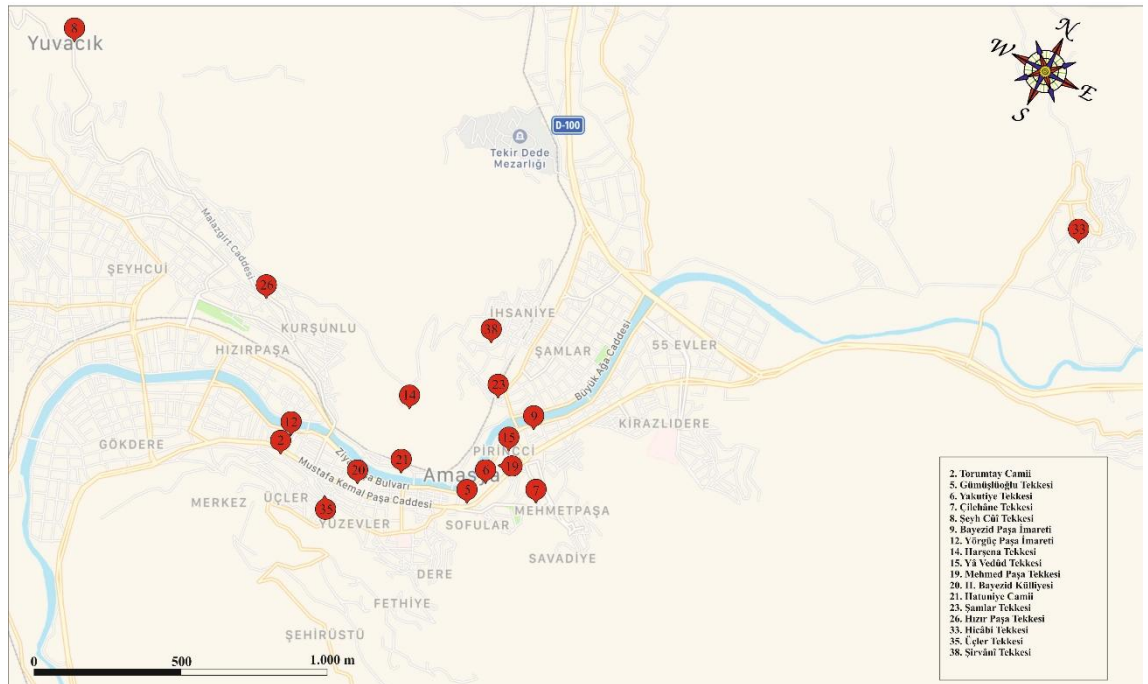 8
Yuvacık
N
W
E
S
D-100
Tekir Dede
Mezarlığı
33
Malazgirt Caddesi
ŞEYHCUİ
26
İHSANİYE
KURŞUNLU
38
HIZIRPAŞA
ŞAMLAR
55 EVLER
Büyük Ağa Caddesi
23
14
12
9
KİRAZLIDERE
GÖKDERE
2
15
PİRİNCCİ
21
20
6
19
Amasya
Bulvarı
Mustafa Kemal Paşa Caddesi
5
7
MERKEZ
ÜÇLER
35
YÜZEVLER
SOFULAR
MEHMETPAŞA
SAVADİYE
DERE
FETHİYE
ŞEHİRÜSTÜ
0
500
1.000 m
2. Torumtay Camii
5. Gümüşlüoğlu Tekkesi
6. Yakutiye Tekkesi
7. Çilehâne Tekkesi
8. Şeyh Cûi Tekkesi
9. Bayezid Paşa İmareti
12. Yörgüç Paşa İmareti
14. Harşena Tekkesi
15. Yâ Vedûd Tekkesi
19. Mehmed Paşa Tekkesi
20. II. Bayezid Külliyesi
21. Hatuniye Camii
23. Şamlar Tekkesi
26. Hızır Paşa Tekkesi
33. Hicâbî Tekkesi
35. Üçler Tekkesi
38. Şirvânî Tekkesi